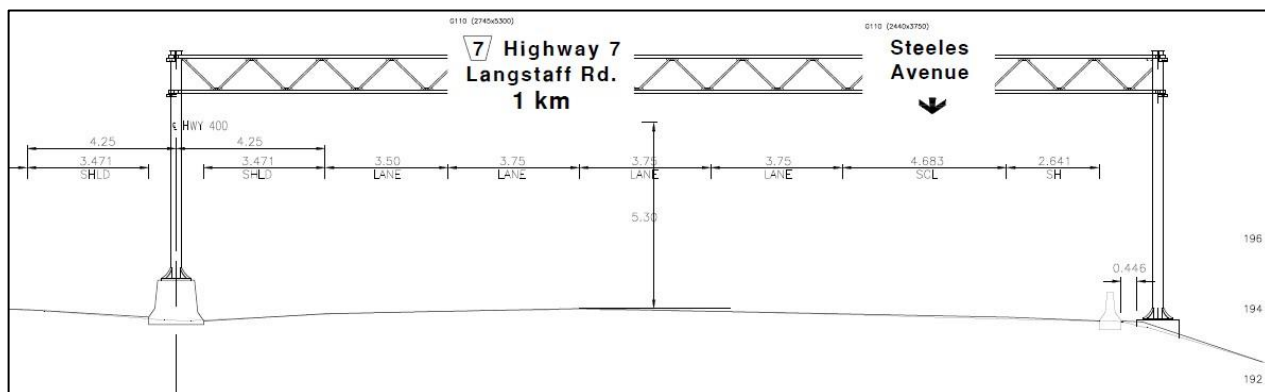 G110 (2745x5300)
7 Highway 7
Langstaff Rd.
1 km
G110 (2440x3750)
Steeles
Avenue
℄ HWY 400
4.25
4.25
3.471
SHLD
3.471
SHLD
3.50
LANE
3.75
LANE
3.75
LANE
3.75
LANE
4.683
SCL
2.641
SH
5.30
0.446
196
194
192